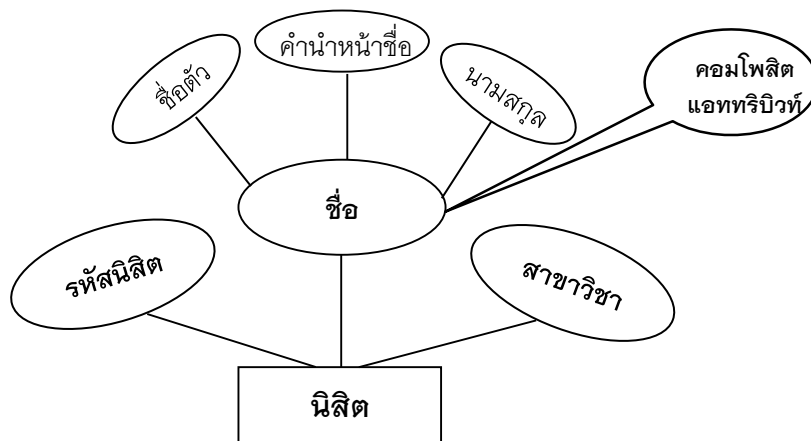 คำนำหน้าชื่อ
ชื่อตัว
นามสกุล
คอมโพสิต
แอททริบิวท์
ชื่อ
รหัสนิสิต
สาขาวิชา
นิสิต